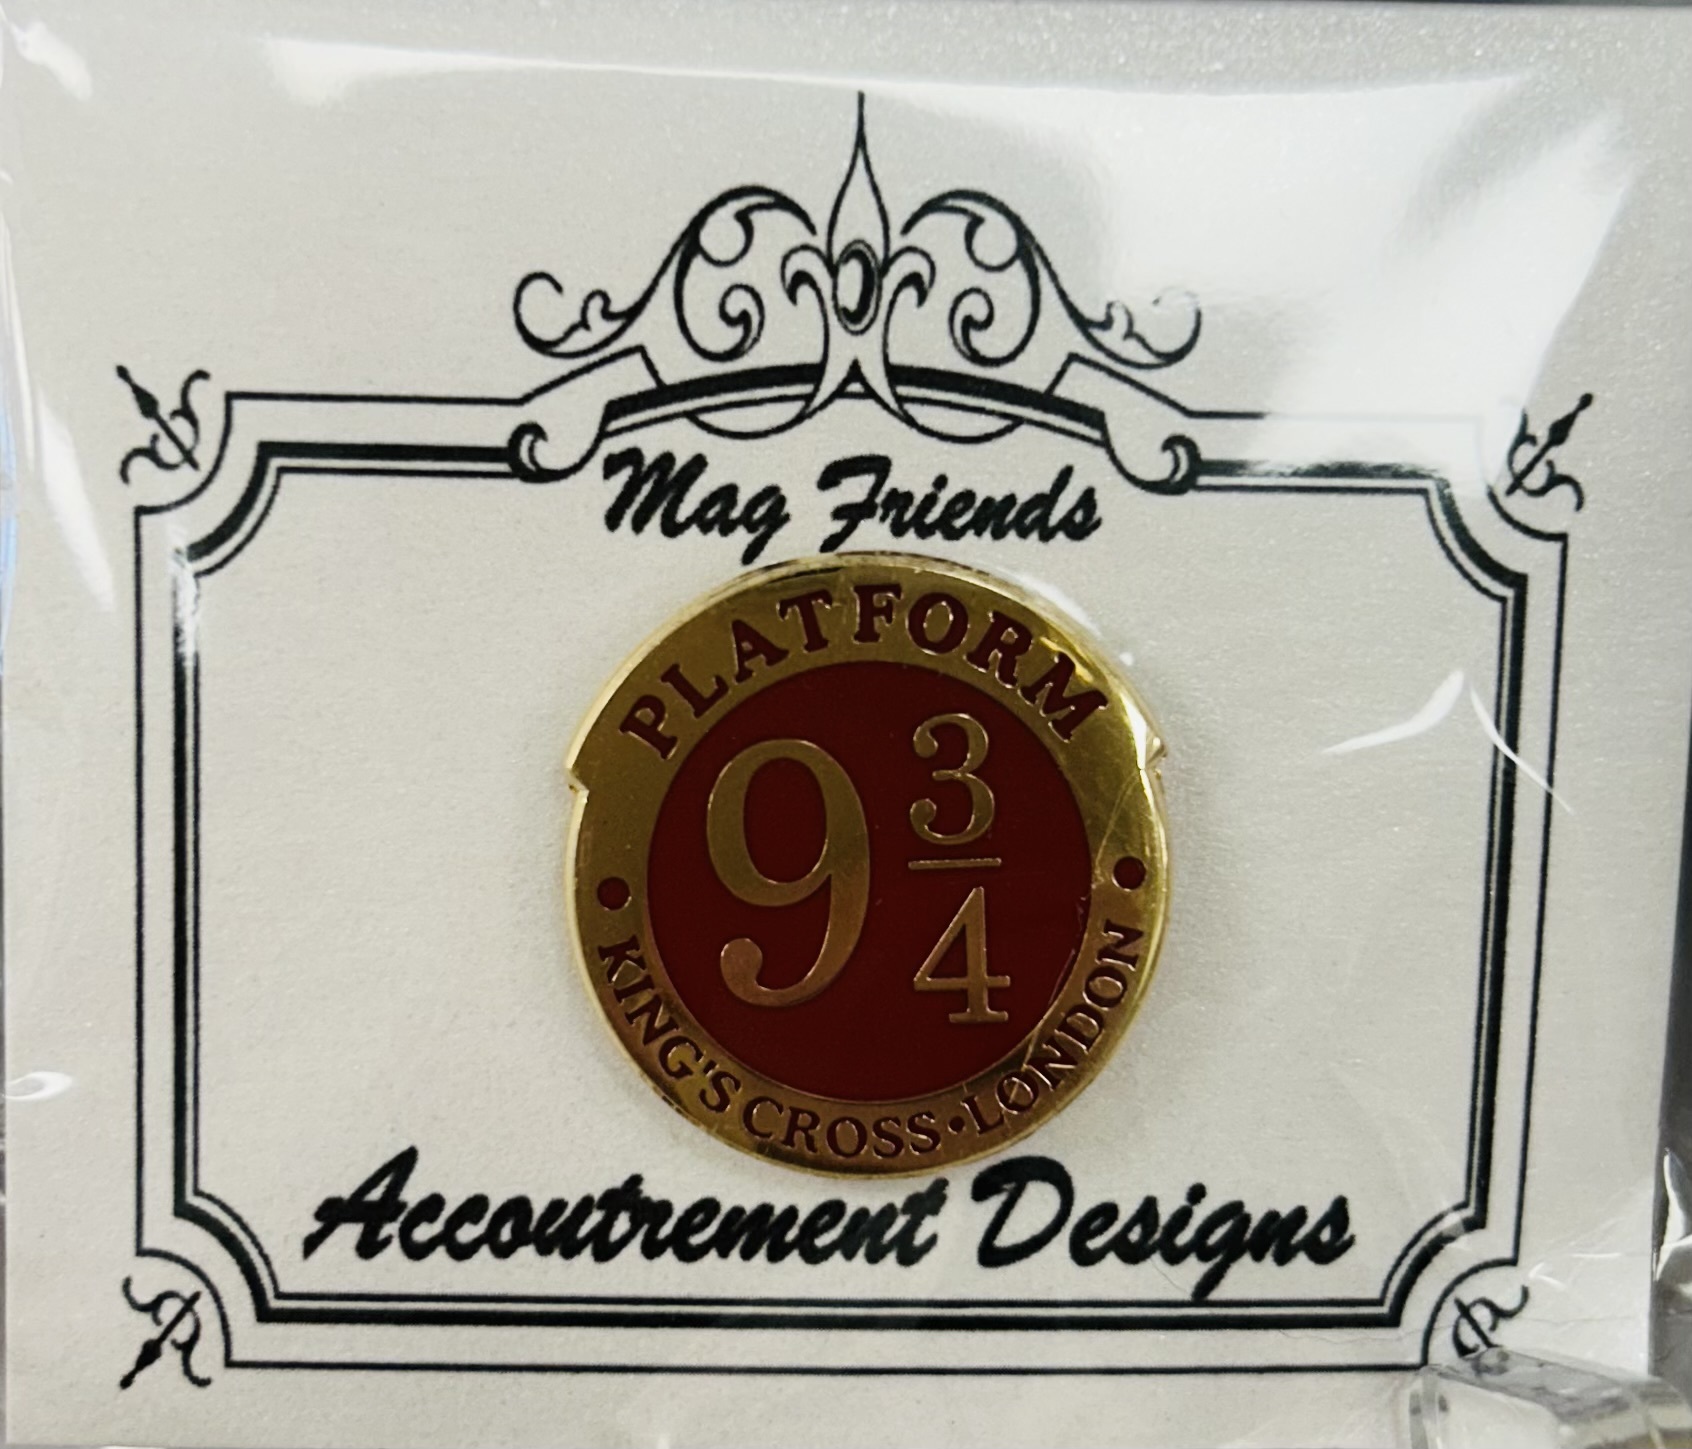 Mag Friends
PLATFORM
9 3/4
KING'S CROSS • LONDON
Accoutrement Designs